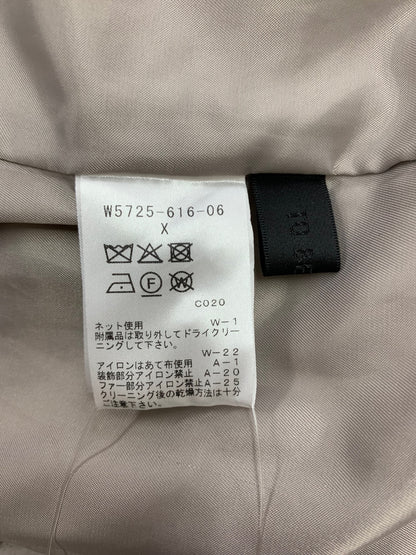 W5725-616-06
X
F W
C020
ネット使用 W-1
附属品は取り外してドライクリー
ニングして下さい。
W-22
アイロンはあて布使用 A-1
装飾部分アイロン禁止 A-20
ファー部分アイロン禁止 A-25
クリーニング後の乾燥方法は十分
ご注意下さい。